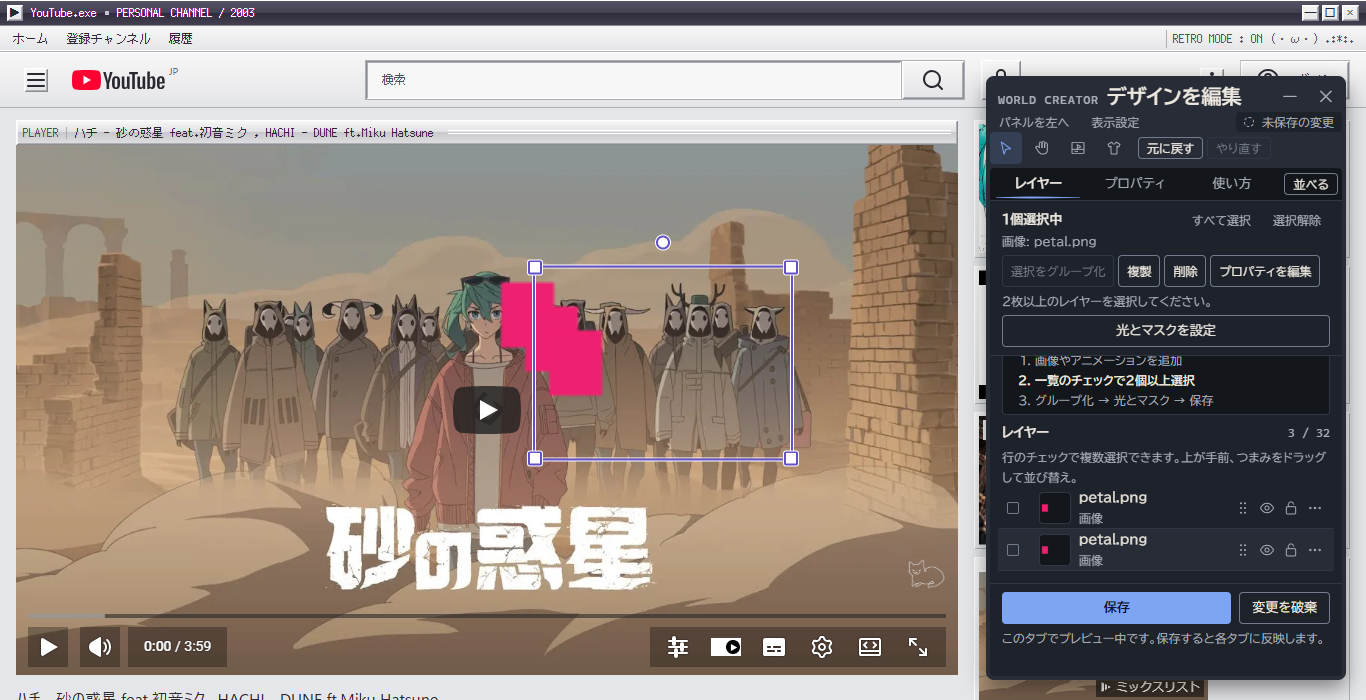 YouTube.exe ▪ PERSONAL CHANNEL / 2003
ホーム 登録チャンネル 履歴
RETRO MODE : ON (・ω・) .:*:.
YouTube JP
検索
PLAYER ハチ - 砂の惑星 feat.初音ミク , HACHI - DUNE ft.Miku Hatsune
砂の惑星
0:00 / 3:59
WORLD CREATOR デザインを編集
パネルを左へ 表示設定 未保存の変更
元に戻す やり直す
レイヤー プロパティ 使い方 並べる
1個選択中 すべて選択 選択解除
画像: petal.png
選択をグループ化 複製 削除 プロパティを編集
2枚以上のレイヤーを選択してください。
光とマスクを設定
1. 画像やアニメーションを追加
2. 一覧のチェックで2個以上選択
3. グループ化 → 光とマスク → 保存
レイヤー 3 / 32
行のチェックで複数選択できます。上が手前、つまみをドラッグ
して並び替え。
petal.png
画像
petal.png
画像
保存 変更を破棄
このタブでプレビュー中です。保存すると各タブに反映します。
ミックスリスト
ハチ - 砂の惑星 feat.初音ミク , HACHI - DUNE ft.Miku Hatsune